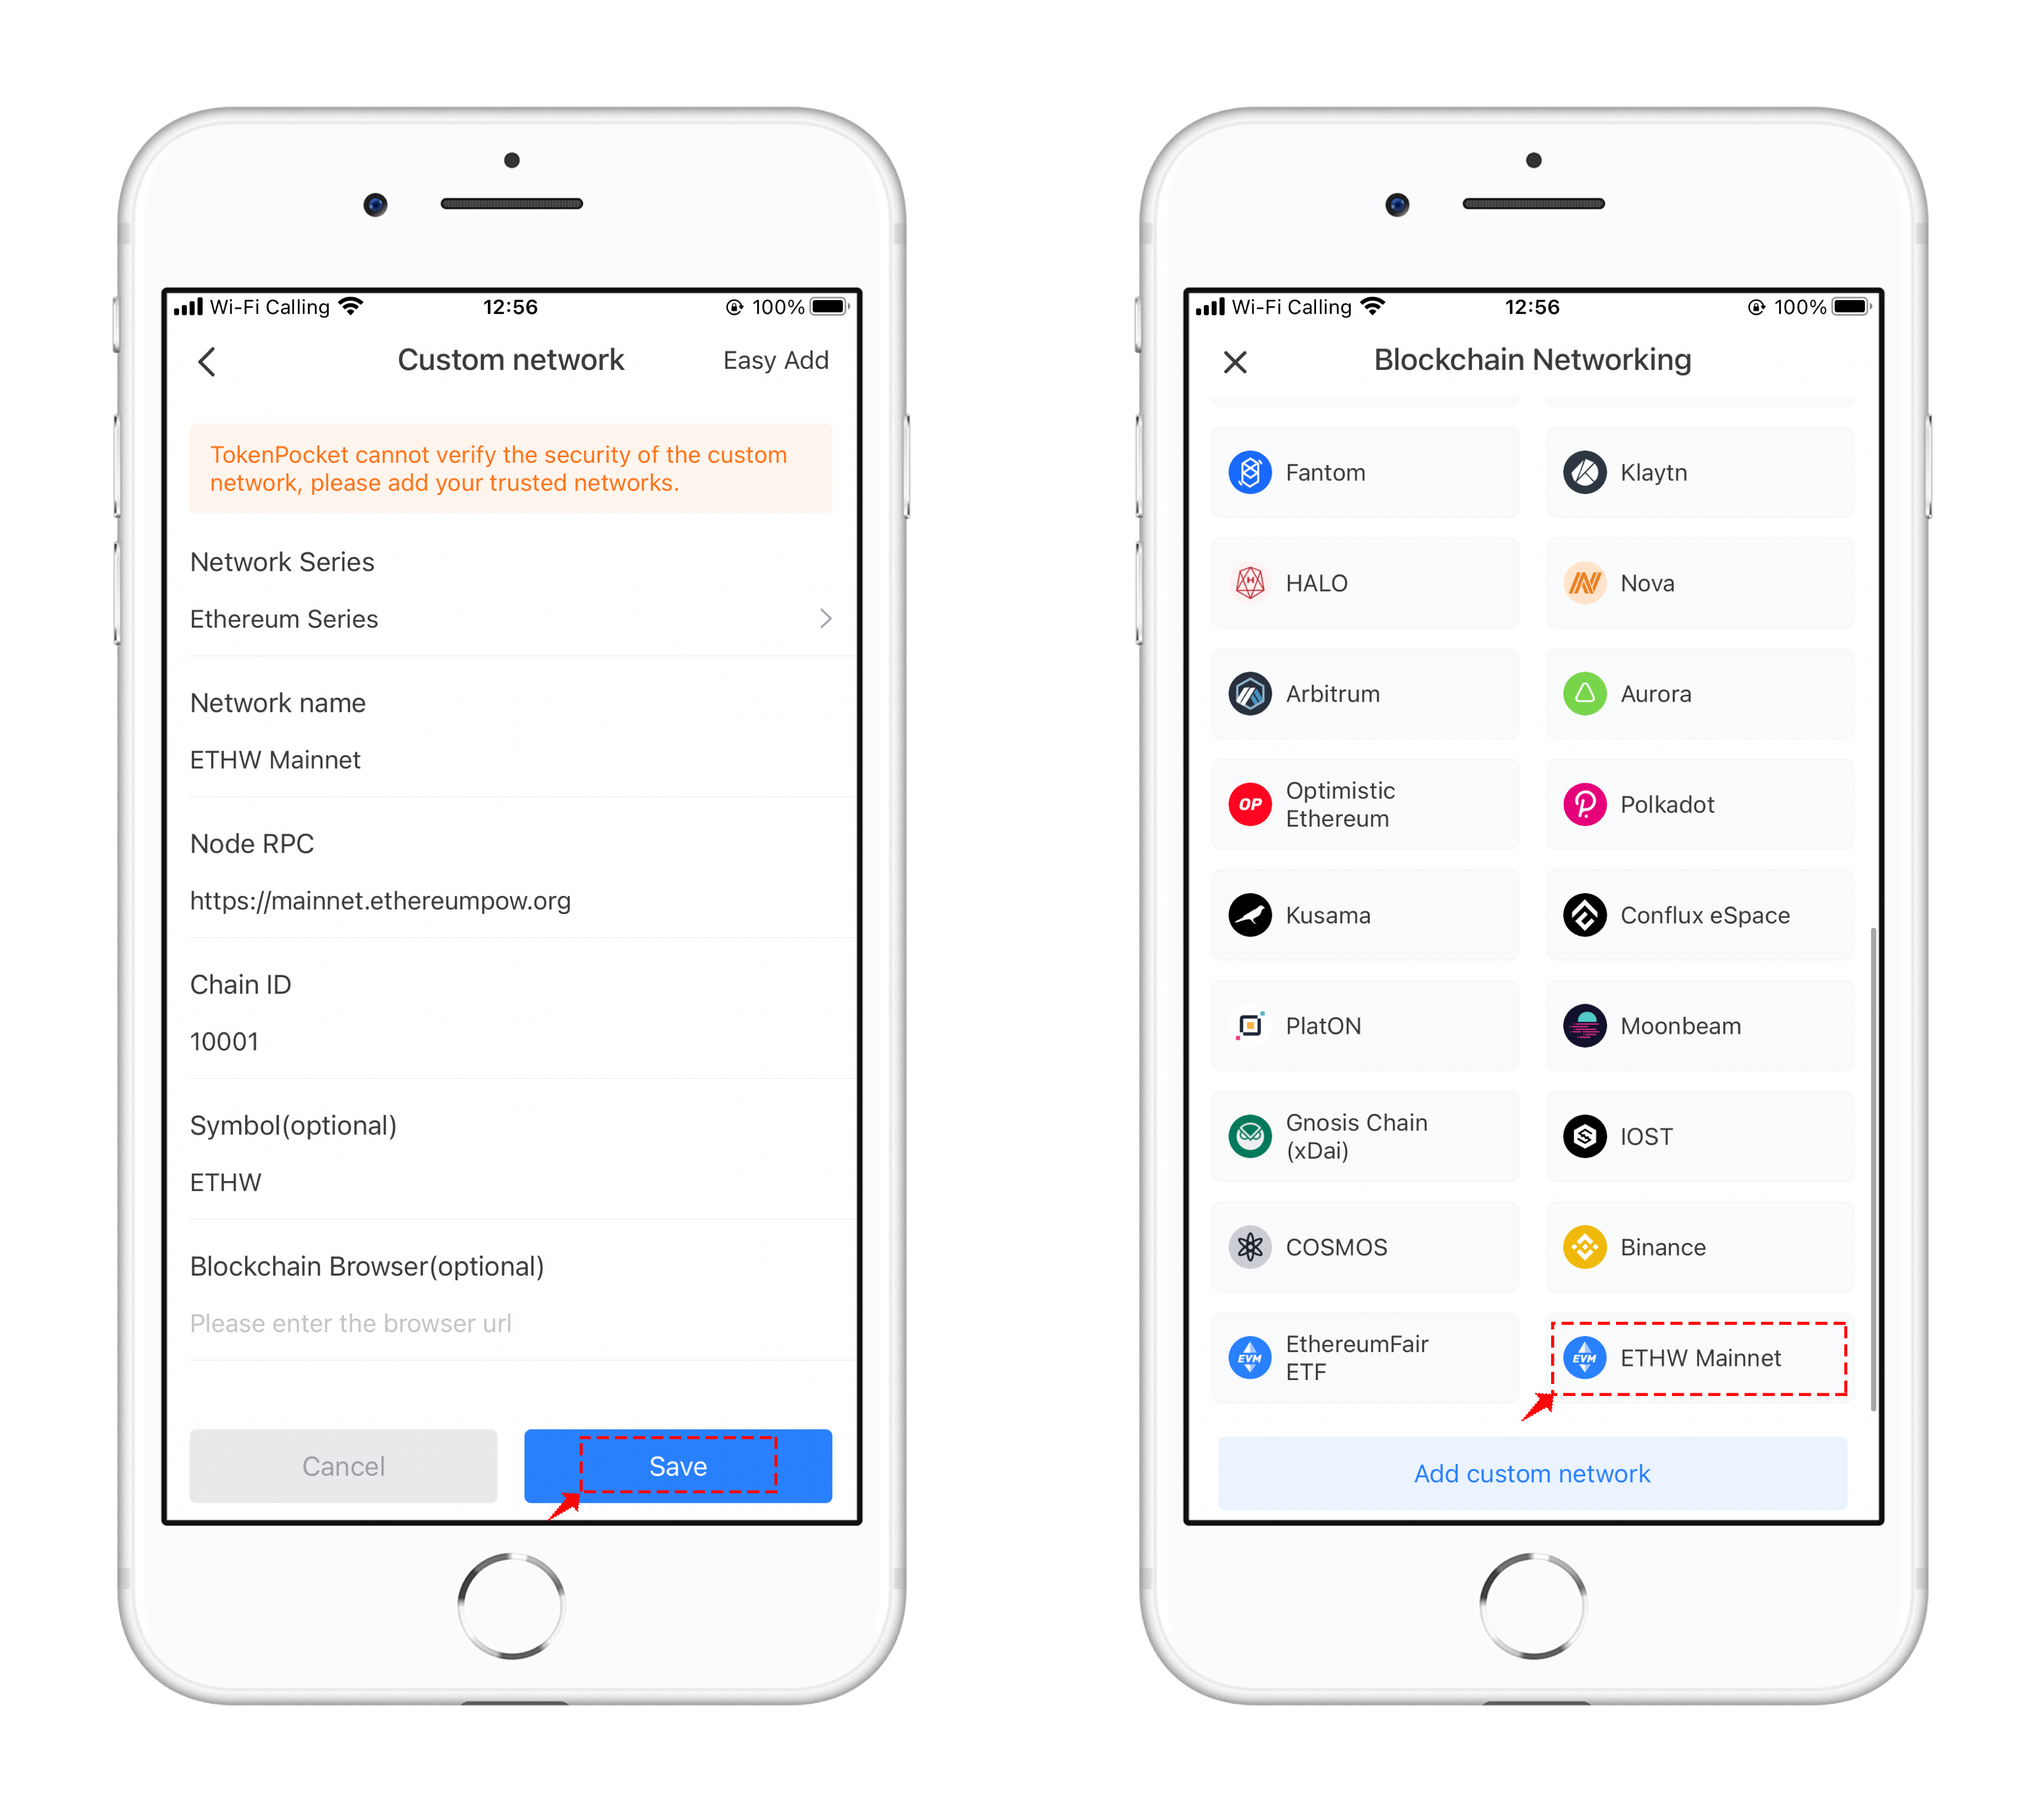 Wi-Fi Calling 12:56 100%
Custom network Easy Add
TokenPocket cannot verify the security of the custom
network, please add your trusted networks.
Network Series
Ethereum Series
Network name
ETHW Mainnet
Node RPC
https://mainnet.ethereumpow.org
Chain ID
10001
Symbol(optional)
ETHW
Blockchain Browser(optional)
Please enter the browser url
Cancel Save
Wi-Fi Calling 12:56 100%
Blockchain Networking
Fantom Klaytn
H HALO Nova
Arbitrum Aurora
OP Optimistic
Ethereum
Polkadot
Kusama Conflux eSpace
PlatON Moonbeam
Gnosis Chain
(xDai)
IOST
COSMOS Binance
EVM EthereumFair
ETF
EVM ETHW Mainnet
Add custom network